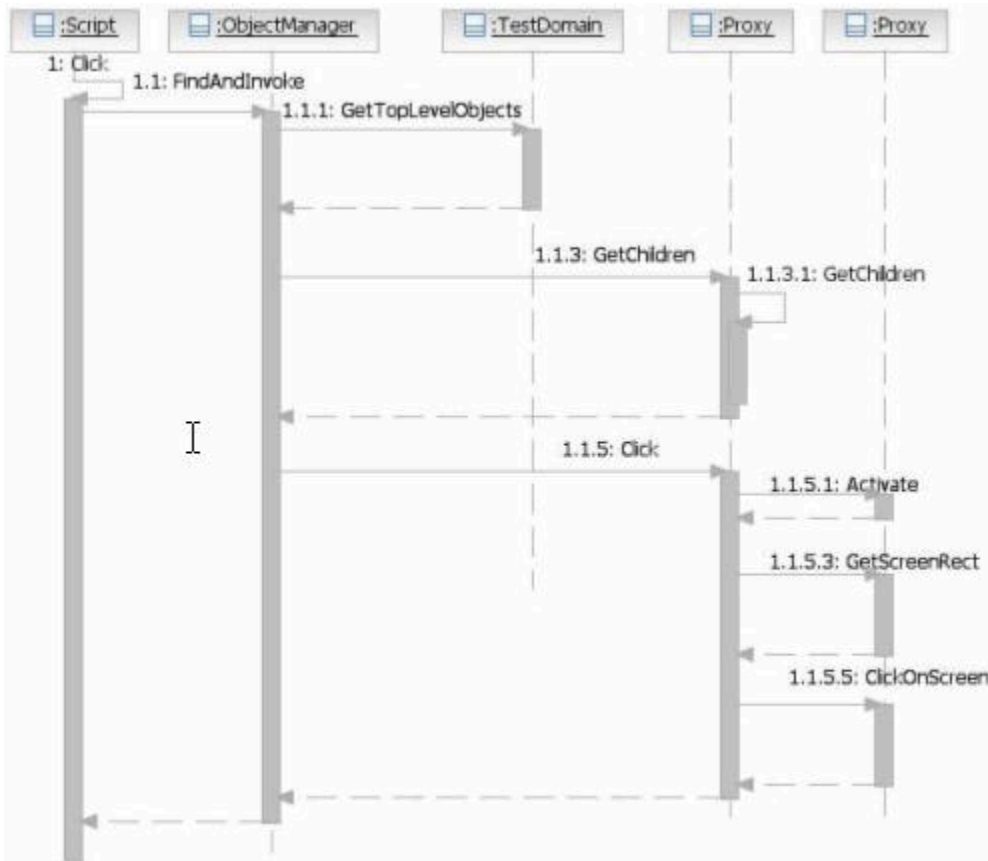 :Script
:ObjectManager
:TestDomain
:Proxy
:Proxy
1: Click
1.1: FindAndInvoke
1.1.1: GetTopLevelObjects
1.1.3: GetChildren
1.1.3.1: GetChildren
1.1.5: Click
1.1.5.1: Activate
1.1.5.3: GetScreenRect
1.1.5.5: ClickOnScreen